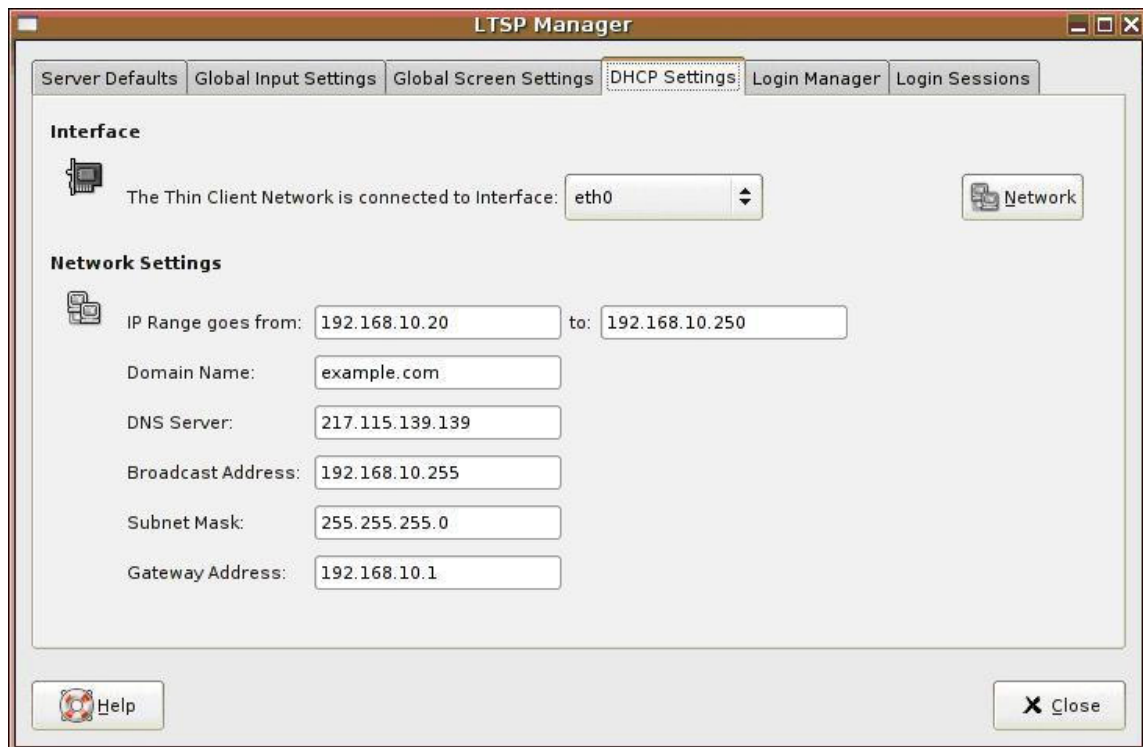 LTSP Manager
Server Defaults Global Input Settings Global Screen Settings DHCP Settings Login Manager Login Sessions
Interface
The Thin Client Network is connected to Interface: eth0 Network
Network Settings
IP Range goes from: 192.168.10.20 to: 192.168.10.250
Domain Name: example.com
DNS Server: 217.115.139.139
Broadcast Address: 192.168.10.255
Subnet Mask: 255.255.255.0
Gateway Address: 192.168.10.1
Help Close